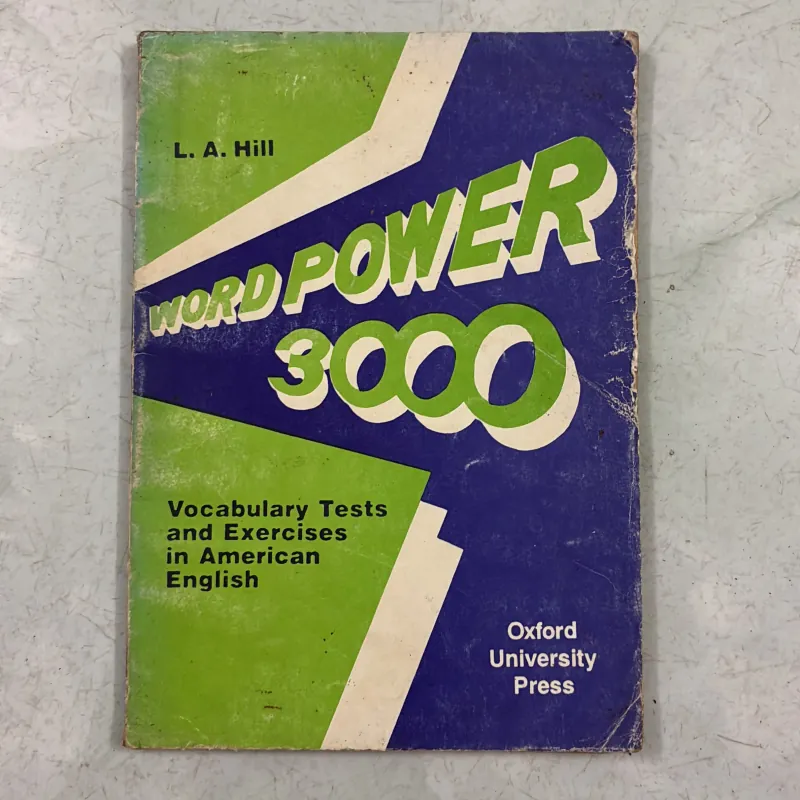 L. A. Hill
WORD POWER
3000
Vocabulary Tests
and Exercises
in American
English
Oxford
University
Press